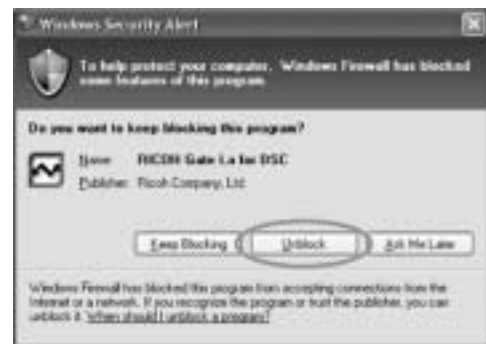 Windows Security Alert
To help protect your computer, Windows Firewall has blocked
some features of this program.
Do you want to keep blocking this program?
Name: RICOH Gate La for DSC
Publisher: Ricoh Company, Ltd
Keep Blocking Unblock Ask Me Later
Windows Firewall has blocked this program from accepting connections from the
Internet or a network. If you recognize the program or trust the publisher, you can
unblock it. When should I unblock a program?